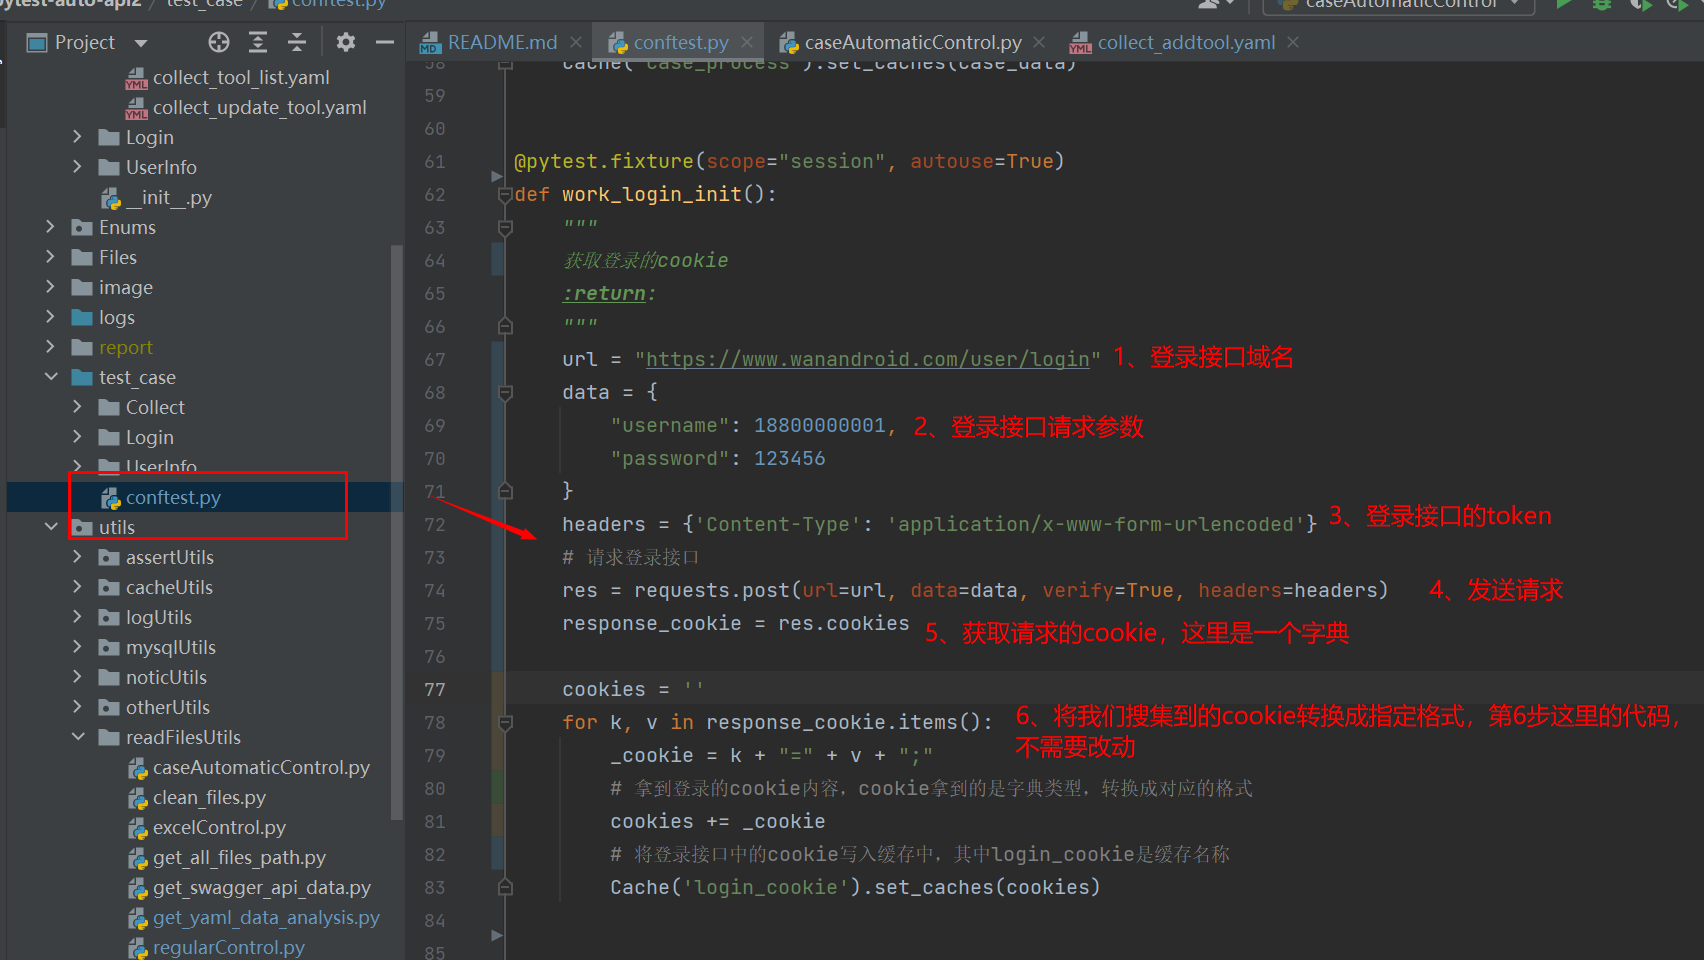 pytest-auto-api2 / test_case / conftest.py
caseAutomaticControl
Project
README.md
conftest.py
caseAutomaticControl.py
collect_addtool.yaml
collect_tool_list.yaml
collect_update_tool.yaml
Login
UserInfo
__init__.py
Enums
Files
image
logs
report
test_case
Collect
Login
UserInfo
conftest.py
utils
assertUtils
cacheUtils
logUtils
mysqlUtils
noticUtils
otherUtils
readFilesUtils
caseAutomaticControl.py
clean_files.py
excelControl.py
get_all_files_path.py
get_swagger_api_data.py
get_yaml_data_analysis.py
regularControl.py
58 cache("case_process").set_caches(case_data)
59
60
61 @pytest.fixture(scope="session", autouse=True)
62 def work_login_init():
63 """
64 获取登录的cookie
65 :return:
66 """
67 url = "https://www.wanandroid.com/user/login" 1、登录接口域名
68 data = {
69 "username": 18800000001, 2、登录接口请求参数
70 "password": 123456
71 }
72 headers = {'Content-Type': 'application/x-www-form-urlencoded'} 3、登录接口的token
73 # 请求登录接口
74 res = requests.post(url=url, data=data, verify=True, headers=headers) 4、发送请求
75 response_cookie = res.cookies 5、获取请求的cookie，这里是一个字典
76
77 cookies = ''
78 for k, v in response_cookie.items(): 6、将我们搜集到的cookie转换成指定格式，第6步这里的代码，
不需要改动
79 _cookie = k + "=" + v + ";"
80 # 拿到登录的cookie内容，cookie拿到的是字典类型，转换成对应的格式
81 cookies += _cookie
82 # 将登录接口中的cookie写入缓存中，其中login_cookie是缓存名称
83 Cache('login_cookie').set_caches(cookies)
84
85